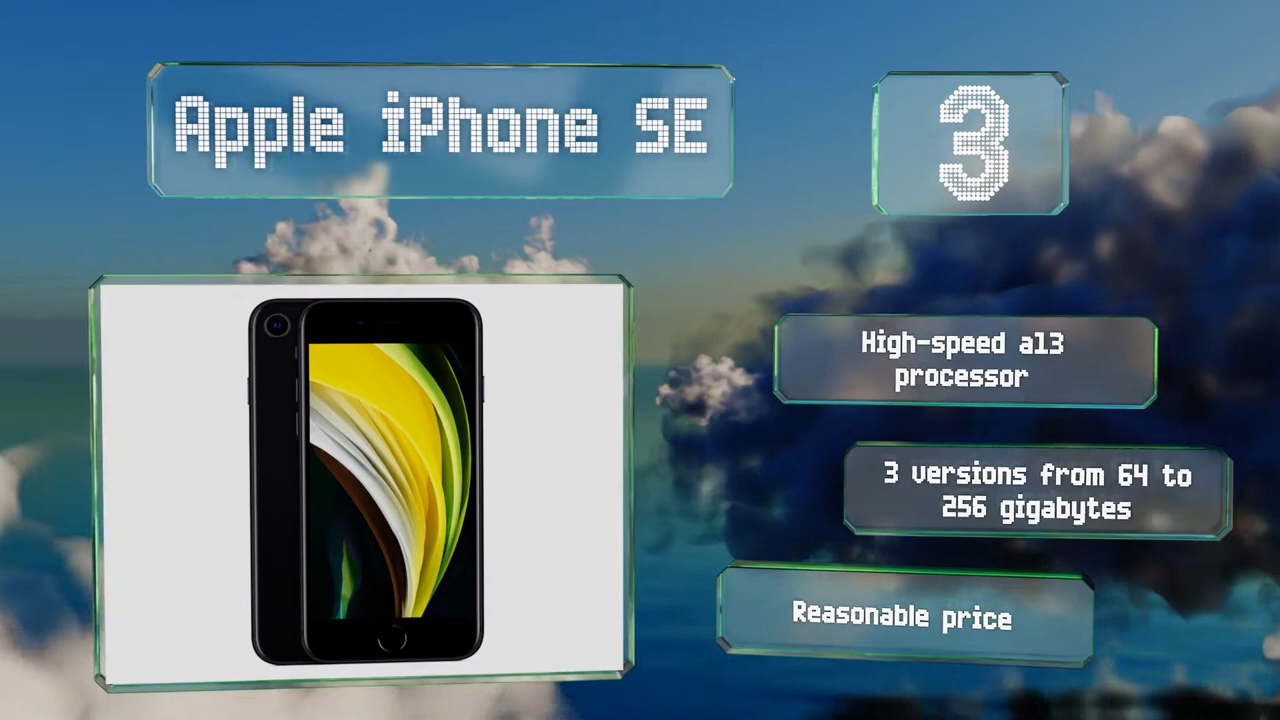 Apple iPhone SE
3
High-speed a13
processor
3 versions from 64 to
256 gigabytes
Reasonable price